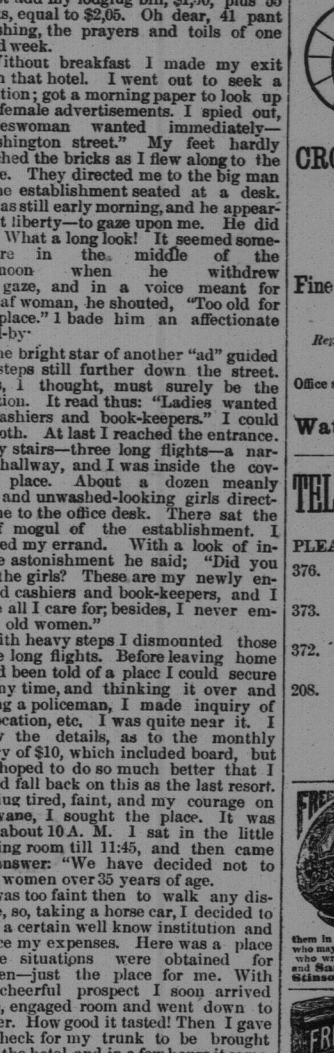 ts, equal to $2,05. Oh dear, 41 pant
shing, the prayers and toils of one
d week.
Without breakfast I made my exit
n that hotel. I went out to seek a
tion; got a morning paper to look up
female advertisements. I spied out,
eswoman wanted immediately—
shington street." My feet hardly
ched the bricks as I flew along to the
e. They directed me to the big man
he establishment seated at a desk.
as still early morning, and he appear-
t liberty—to gaze upon me. He did
What a long look! It seemed some-
re in the middle of the
noon when he withdrew
gaze, and in a voice meant for
af woman, he shouted, "Too old for
place." I bade him an affectionate
d-by.
he bright star of another "ad" guided
steps still further down the street.
s, I thought, must surely be the
tion. It read thus: "Ladies wanted
ashiers and book-keepers." I could
oth. At last I reached the entrance.
y stairs—three long flights—a nar-
hallway, and I was inside the cov-
place. About a dozen meanly
and unwashed-looking girls direct-
me to the office desk. There sat the
f mogul of the establishment. I
ed my errand. With a look of in-
e astonishment he said; "Did you
the girls? These are my newly en-
d cashiers and book-keepers, and I
e all I care for; besides, I never em-
old women."
ith heavy steps I dismounted those
e long flights. Before leaving home
d been told of a place I could secure
ny time, and thinking it over and
ng a policeman, I made inquiry of
ocation, etc. I was quite near it. I
v the details, as to the monthly
y of $10, which included board, but
hoped to do so much better that I
d fall back on this as the last resort.
ing tired, faint, and my courage on
wane, I sought the place. It was
about 10 A. M. I sat in the little
ing room till 11:45, and then came
answer: "We have decided not to
women over 35 years of age.
was too faint then to walk any dis-
e, so, taking a horse car, I decided to
a certain well know institution and
ce my expenses. Here was a place
e situations were obtained for
en—just the place for me. With
cheerful prospect I soon arrived
, engaged room and went down to
er. How good it tasted! Then I gave
heck for my trunk to be brought
CRO
Fine
Rep
Office
Wat
TEL
PLEA
376.
373.
372.
208.
FREE
them in
who may
who wr
and Sa
Stinso